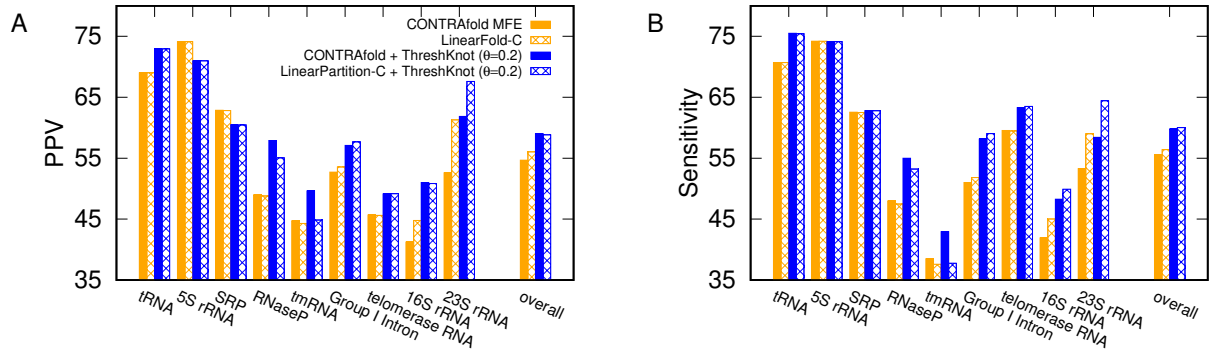 A
PPV
75
65
55
45
35
CONTRAfold MFE
LinearFold-C
CONTRAfold + ThreshKnot (θ=0.2)
LinearPartition-C + ThreshKnot (θ=0.2)
tRNA
5S rRNA
SRP
RNaseP
tmRNA
Group I Intron
telomerase RNA
16S rRNA
23S rRNA
overall
B
Sensitivity
75
65
55
45
35
tRNA
5S rRNA
SRP
RNaseP
tmRNA
Group I Intron
telomerase RNA
16S rRNA
23S rRNA
overall